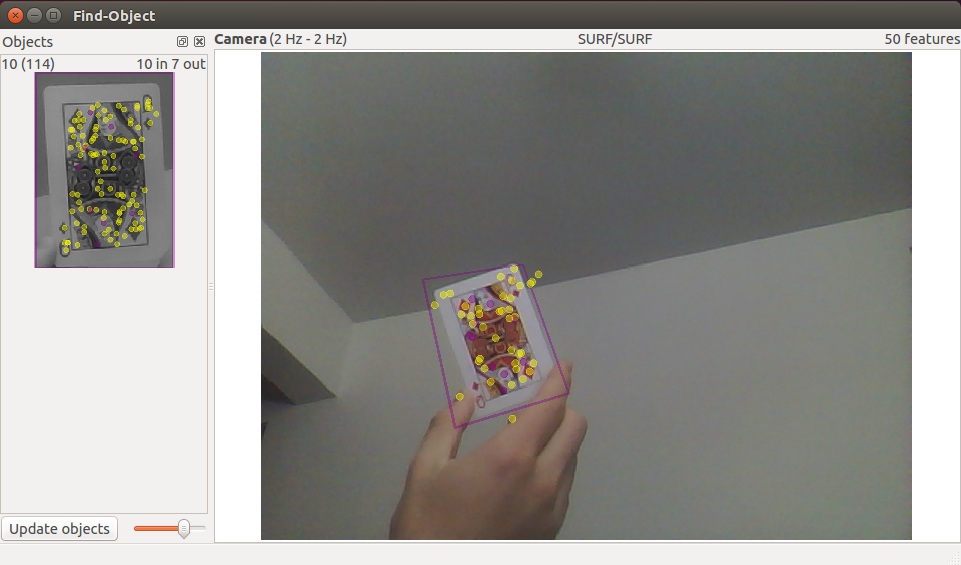 Find-Object
Objects
Camera (2 Hz - 2 Hz) SURF/SURF 50 features
10 (114) 10 in 7 out
Q
Update objects